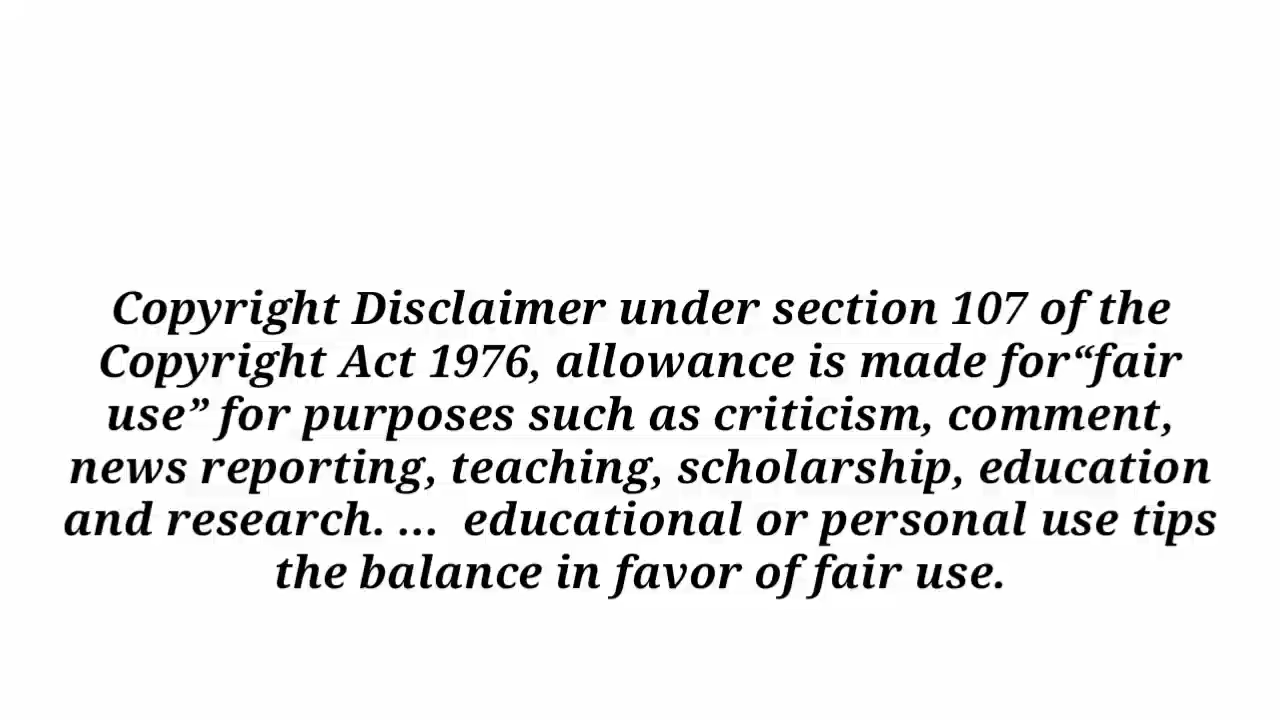 Copyright Disclaimer under section 107 of the
Copyright Act 1976, allowance is made for“fair
use” for purposes such as criticism, comment,
news reporting, teaching, scholarship, education
and research. ...  educational or personal use tips
the balance in favor of fair use.